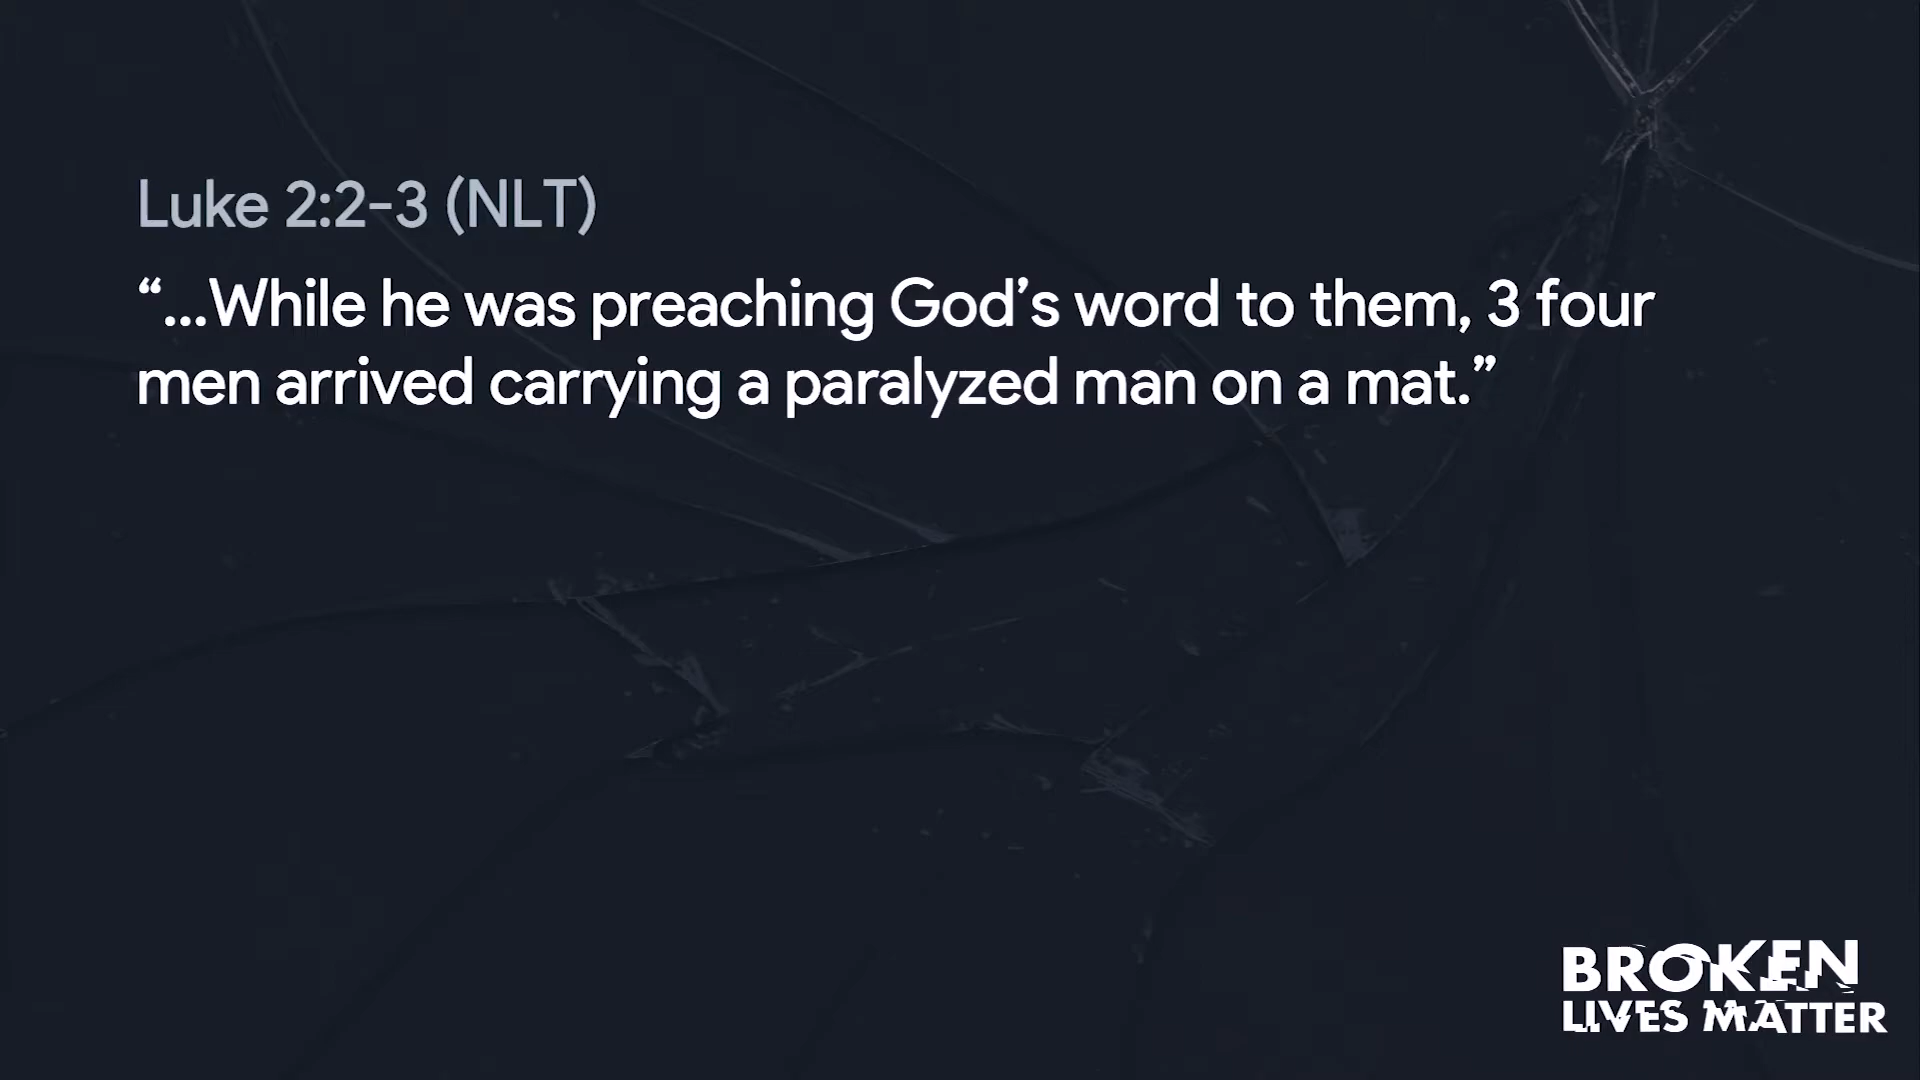 Luke 2:2-3 (NLT)
“...While he was preaching God’s word to them, 3 four
men arrived carrying a paralyzed man on a mat.”
BROKEN
LIVES MATTER